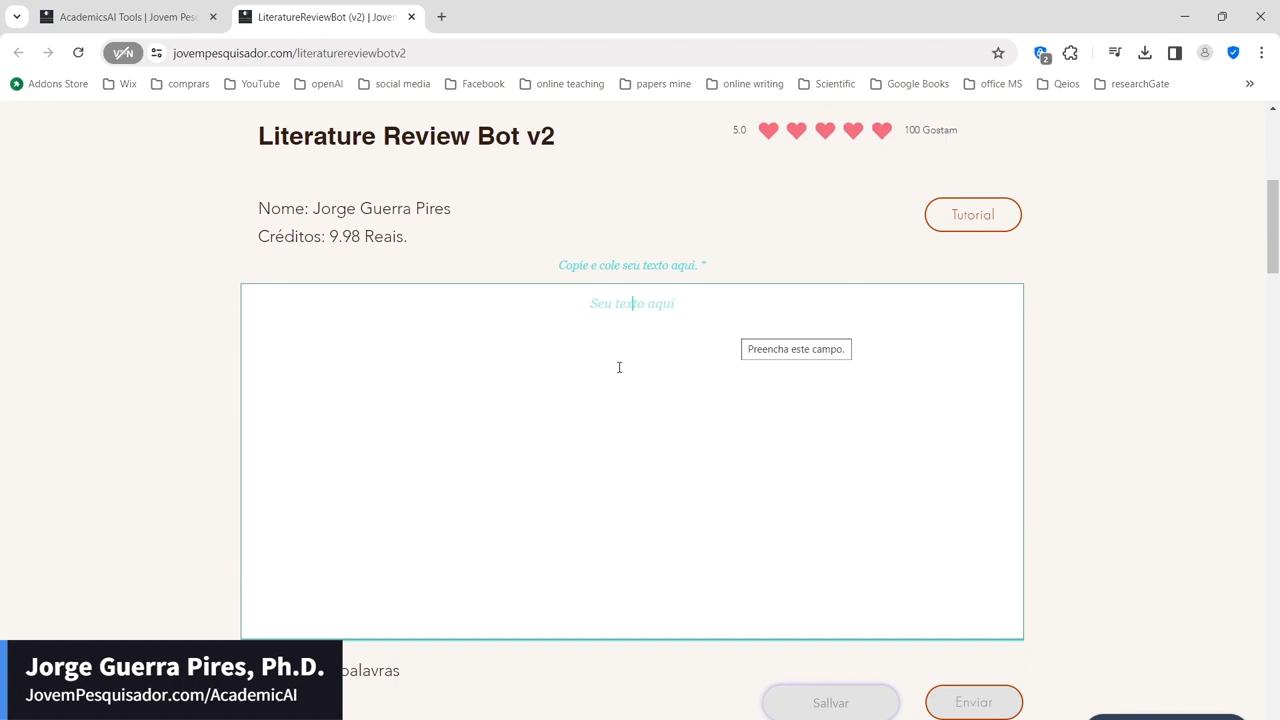 AcademicsAI Tools | Jovem Pesq
LiteratureReviewBot (v2) | Jovem
jovempesquisador.com/literaturereviewbotv2
2
Addons Store Wix comprars YouTube openAI social media Facebook online teaching papers mine online writing Scientific Google Books office MS Qeios researchGate
Literature Review Bot v2
5.0 100 Gostam
Nome: Jorge Guerra Pires
Créditos: 9.98 Reais.
Tutorial
Copie e cole seu texto aqui. *
Seu texto aqui
Preencha este campo.
palavras
Sallvar
Enviar
Jorge Guerra Pires, Ph.D.
JovemPesquisador.com/AcademicAI